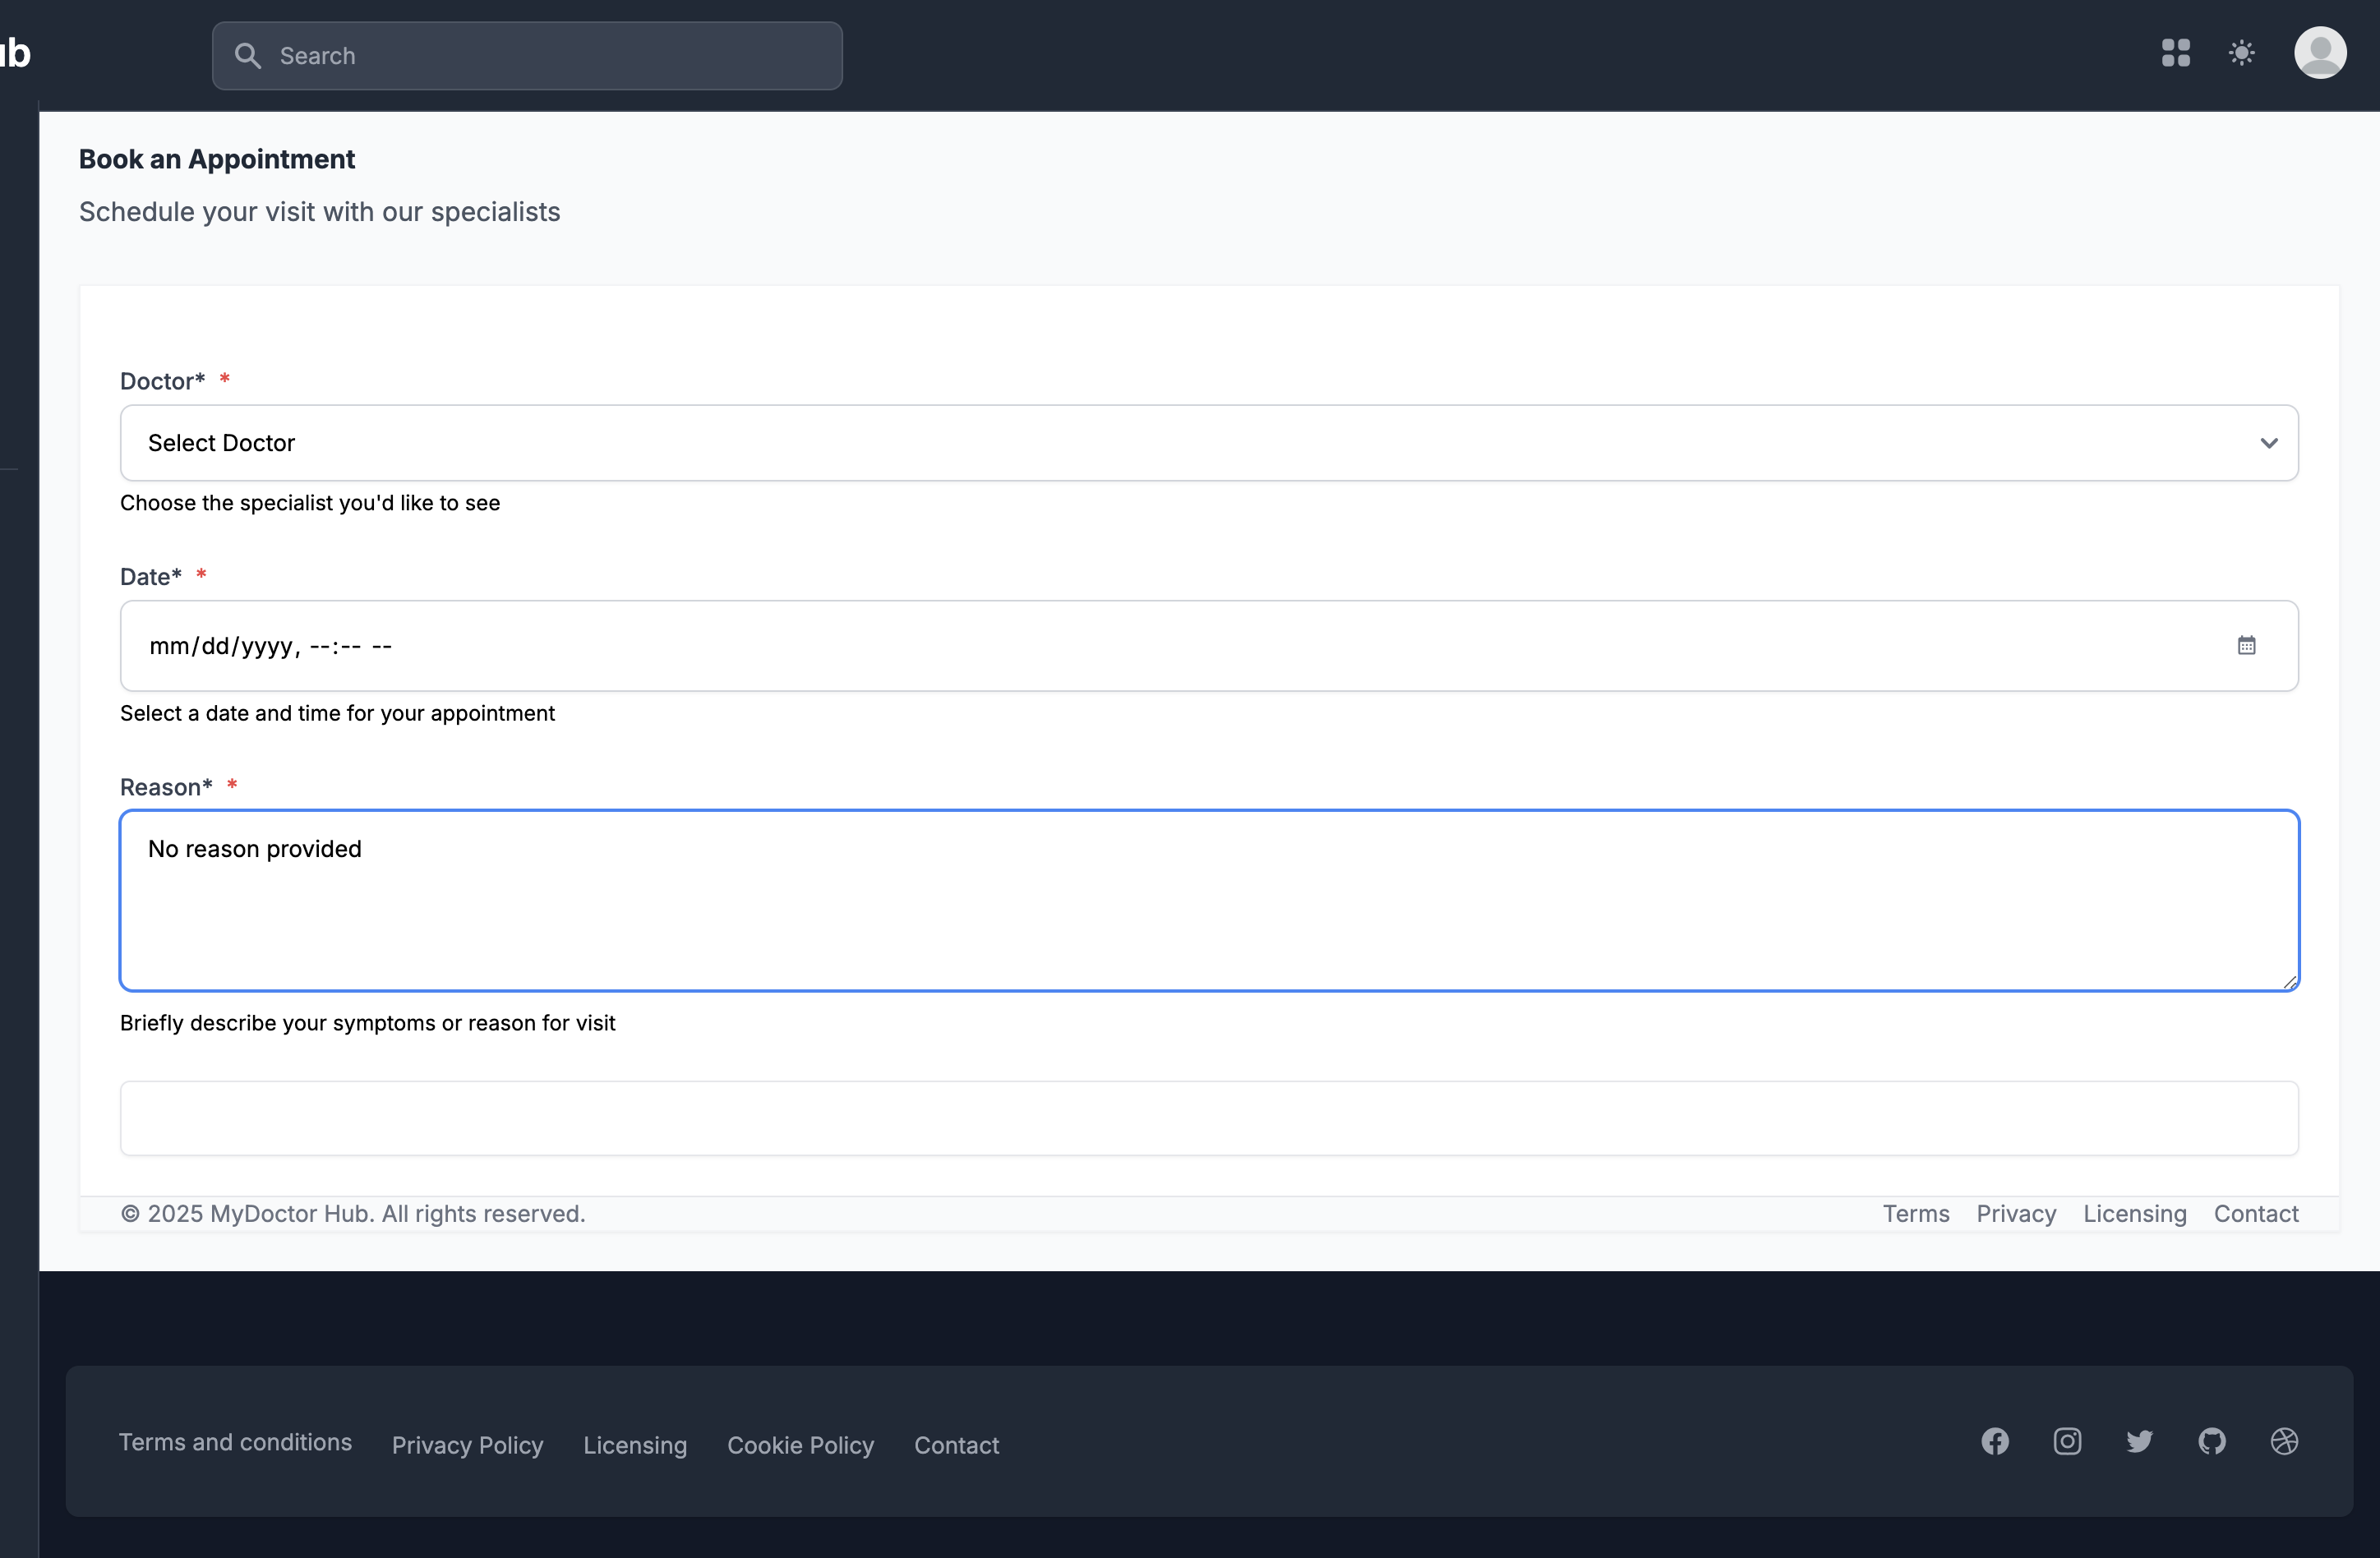 ub
Search
Book an Appointment
Schedule your visit with our specialists
Doctor* *
Select Doctor
Choose the specialist you'd like to see
Date* *
mm/dd/yyyy, --:-- --
Select a date and time for your appointment
Reason* *
No reason provided
Briefly describe your symptoms or reason for visit
© 2025 MyDoctor Hub. All rights reserved. Terms Privacy Licensing Contact
Terms and conditions Privacy Policy Licensing Cookie Policy Contact